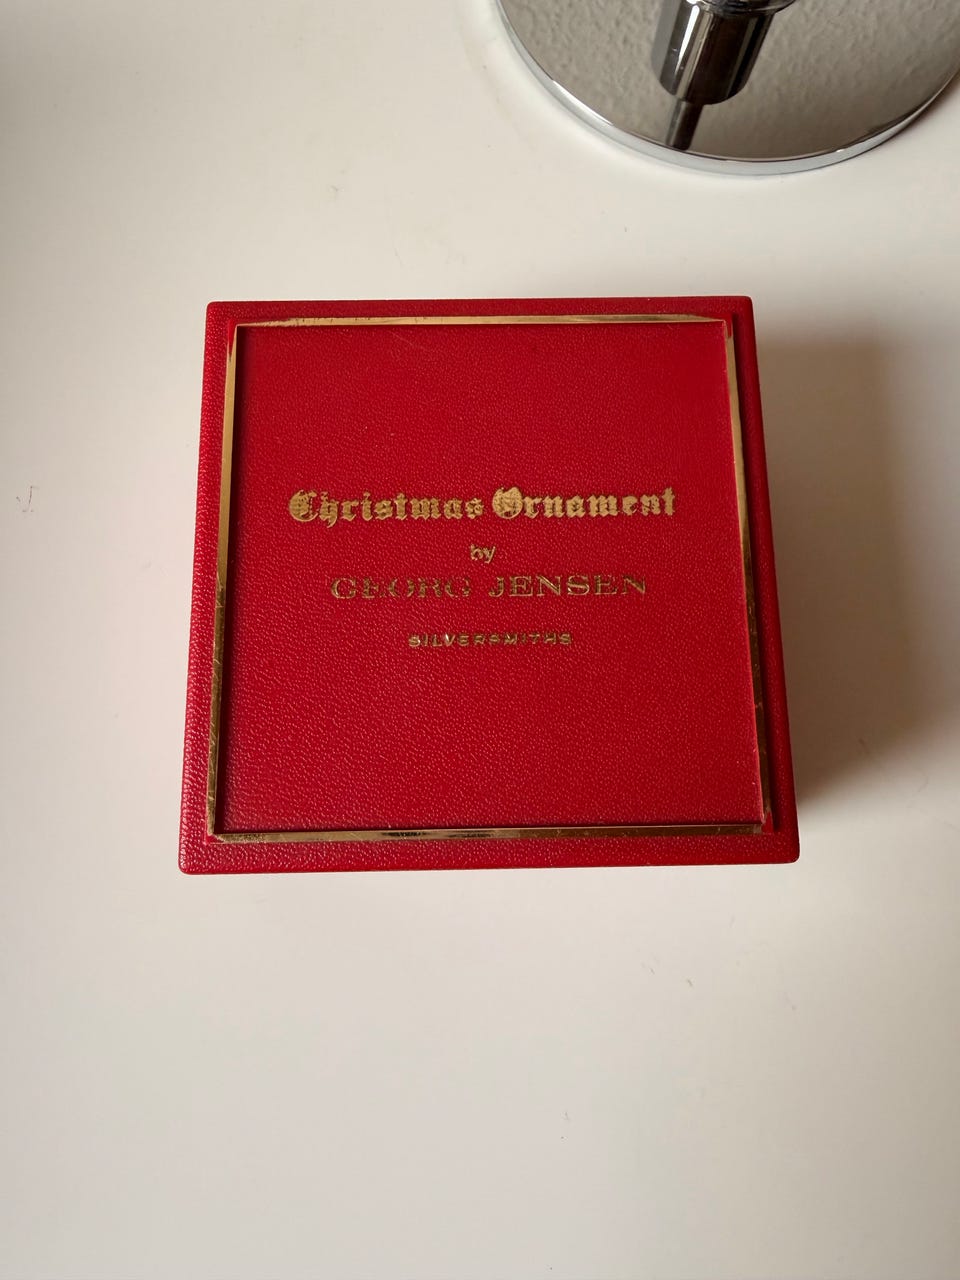 Christmas Ornament
by
GEORG JENSEN
SILVERSMITHS